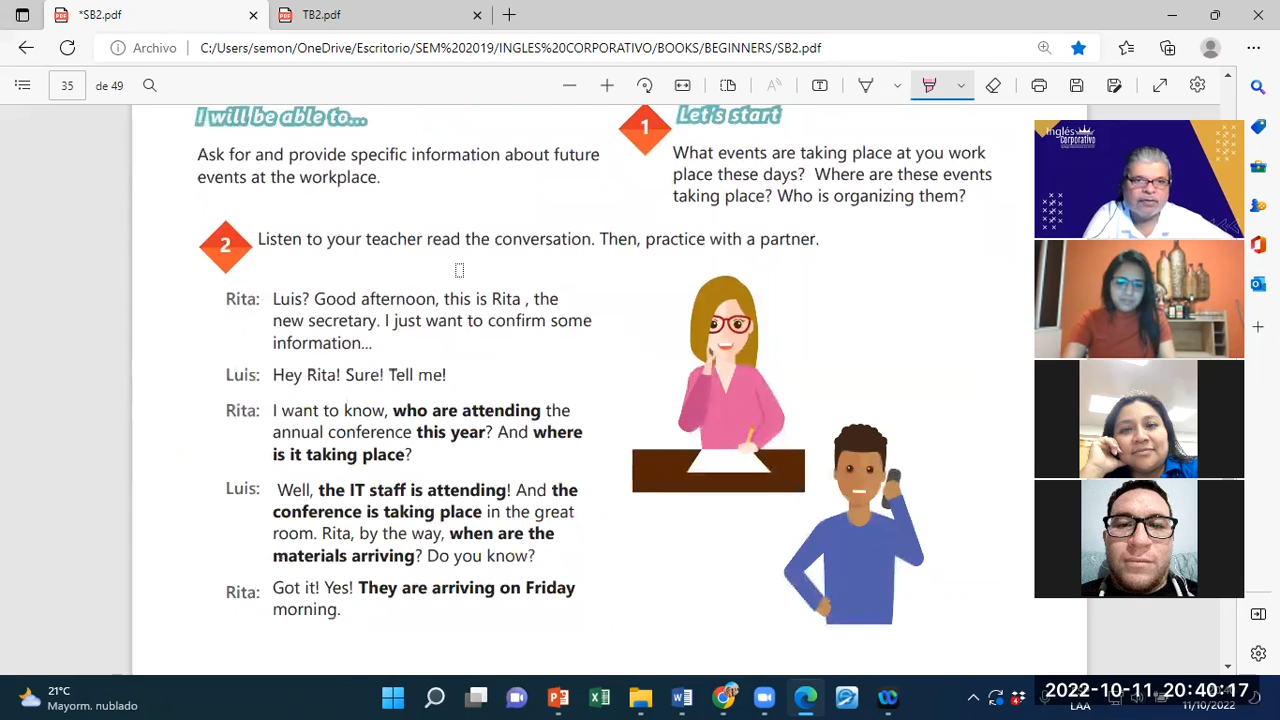 *SB2.pdf
TB2.pdf
Archivo
C:/Users/semon/OneDrive/Escritorio/SEM%202019/INGLES%20CORPORATIVO/BOOKS/BEGINNERS/SB2.pdf
35
de 49
I will be able to...
Ask for and provide specific information about future
events at the workplace.
1
Let's start
What events are taking place at you work
place these days? Where are these events
taking place? Who is organizing them?
2
Listen to your teacher read the conversation. Then, practice with a partner.
Rita: Luis? Good afternoon, this is Rita , the
new secretary. I just want to confirm some
information...
Luis: Hey Rita! Sure! Tell me!
Rita: I want to know, who are attending the
annual conference this year? And where
is it taking place?
Luis: Well, the IT staff is attending! And the
conference is taking place in the great
room. Rita, by the way, when are the
materials arriving? Do you know?
Rita: Got it! Yes! They are arriving on Friday
morning.
Inglés
Corporativo
21°C
Mayorm. nublado
2022-10-11, 20:40:17
LAA
11/10/2022